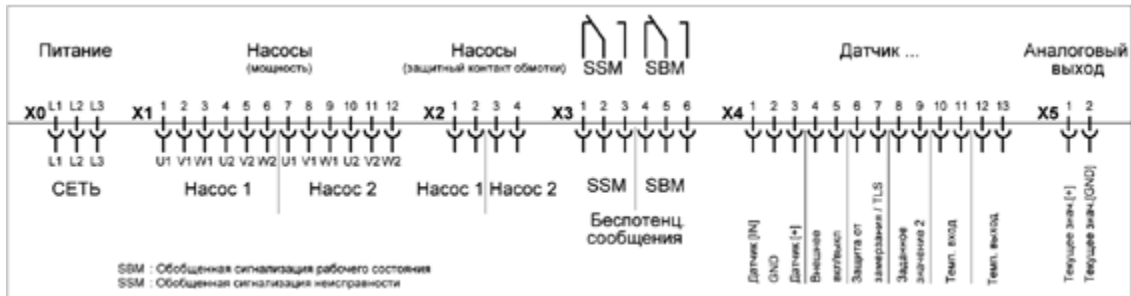 Питание
Насосы
(мощность)
Насосы
(защитный контакт обмотки)
SSM SBM
Датчик ...
Аналоговый
выход
X0 L1 L2 L3 X1 1 2 3 4 5 6 7 8 9 10 11 12 X2 1 2 3 4 X3 1 2 3 4 5 6 X4 1 2 3 4 5 6 7 8 9 10 11 12 13 X5 1 2
L1 L2 L3 U1 V1 W1 U2 V2 W2 U1 V1 W1 U2 V2 W2
СЕТЬ Насос 1 Насос 2 Насос 1 Насос 2 SSM SBM
Беспотенц.
сообщения
Датчик [IN]
GND
Датчик [+]
Внешнее
вкл/выкл
Защита от
замерзания / TLS
Заданное
значение 2
Темп. вход
Темп. выход
Текущее знач.[+]
Текущее знач.[GND]
SBM : Обобщенная сигнализация рабочего состояния
SSM : Обобщенная сигнализация неисправности